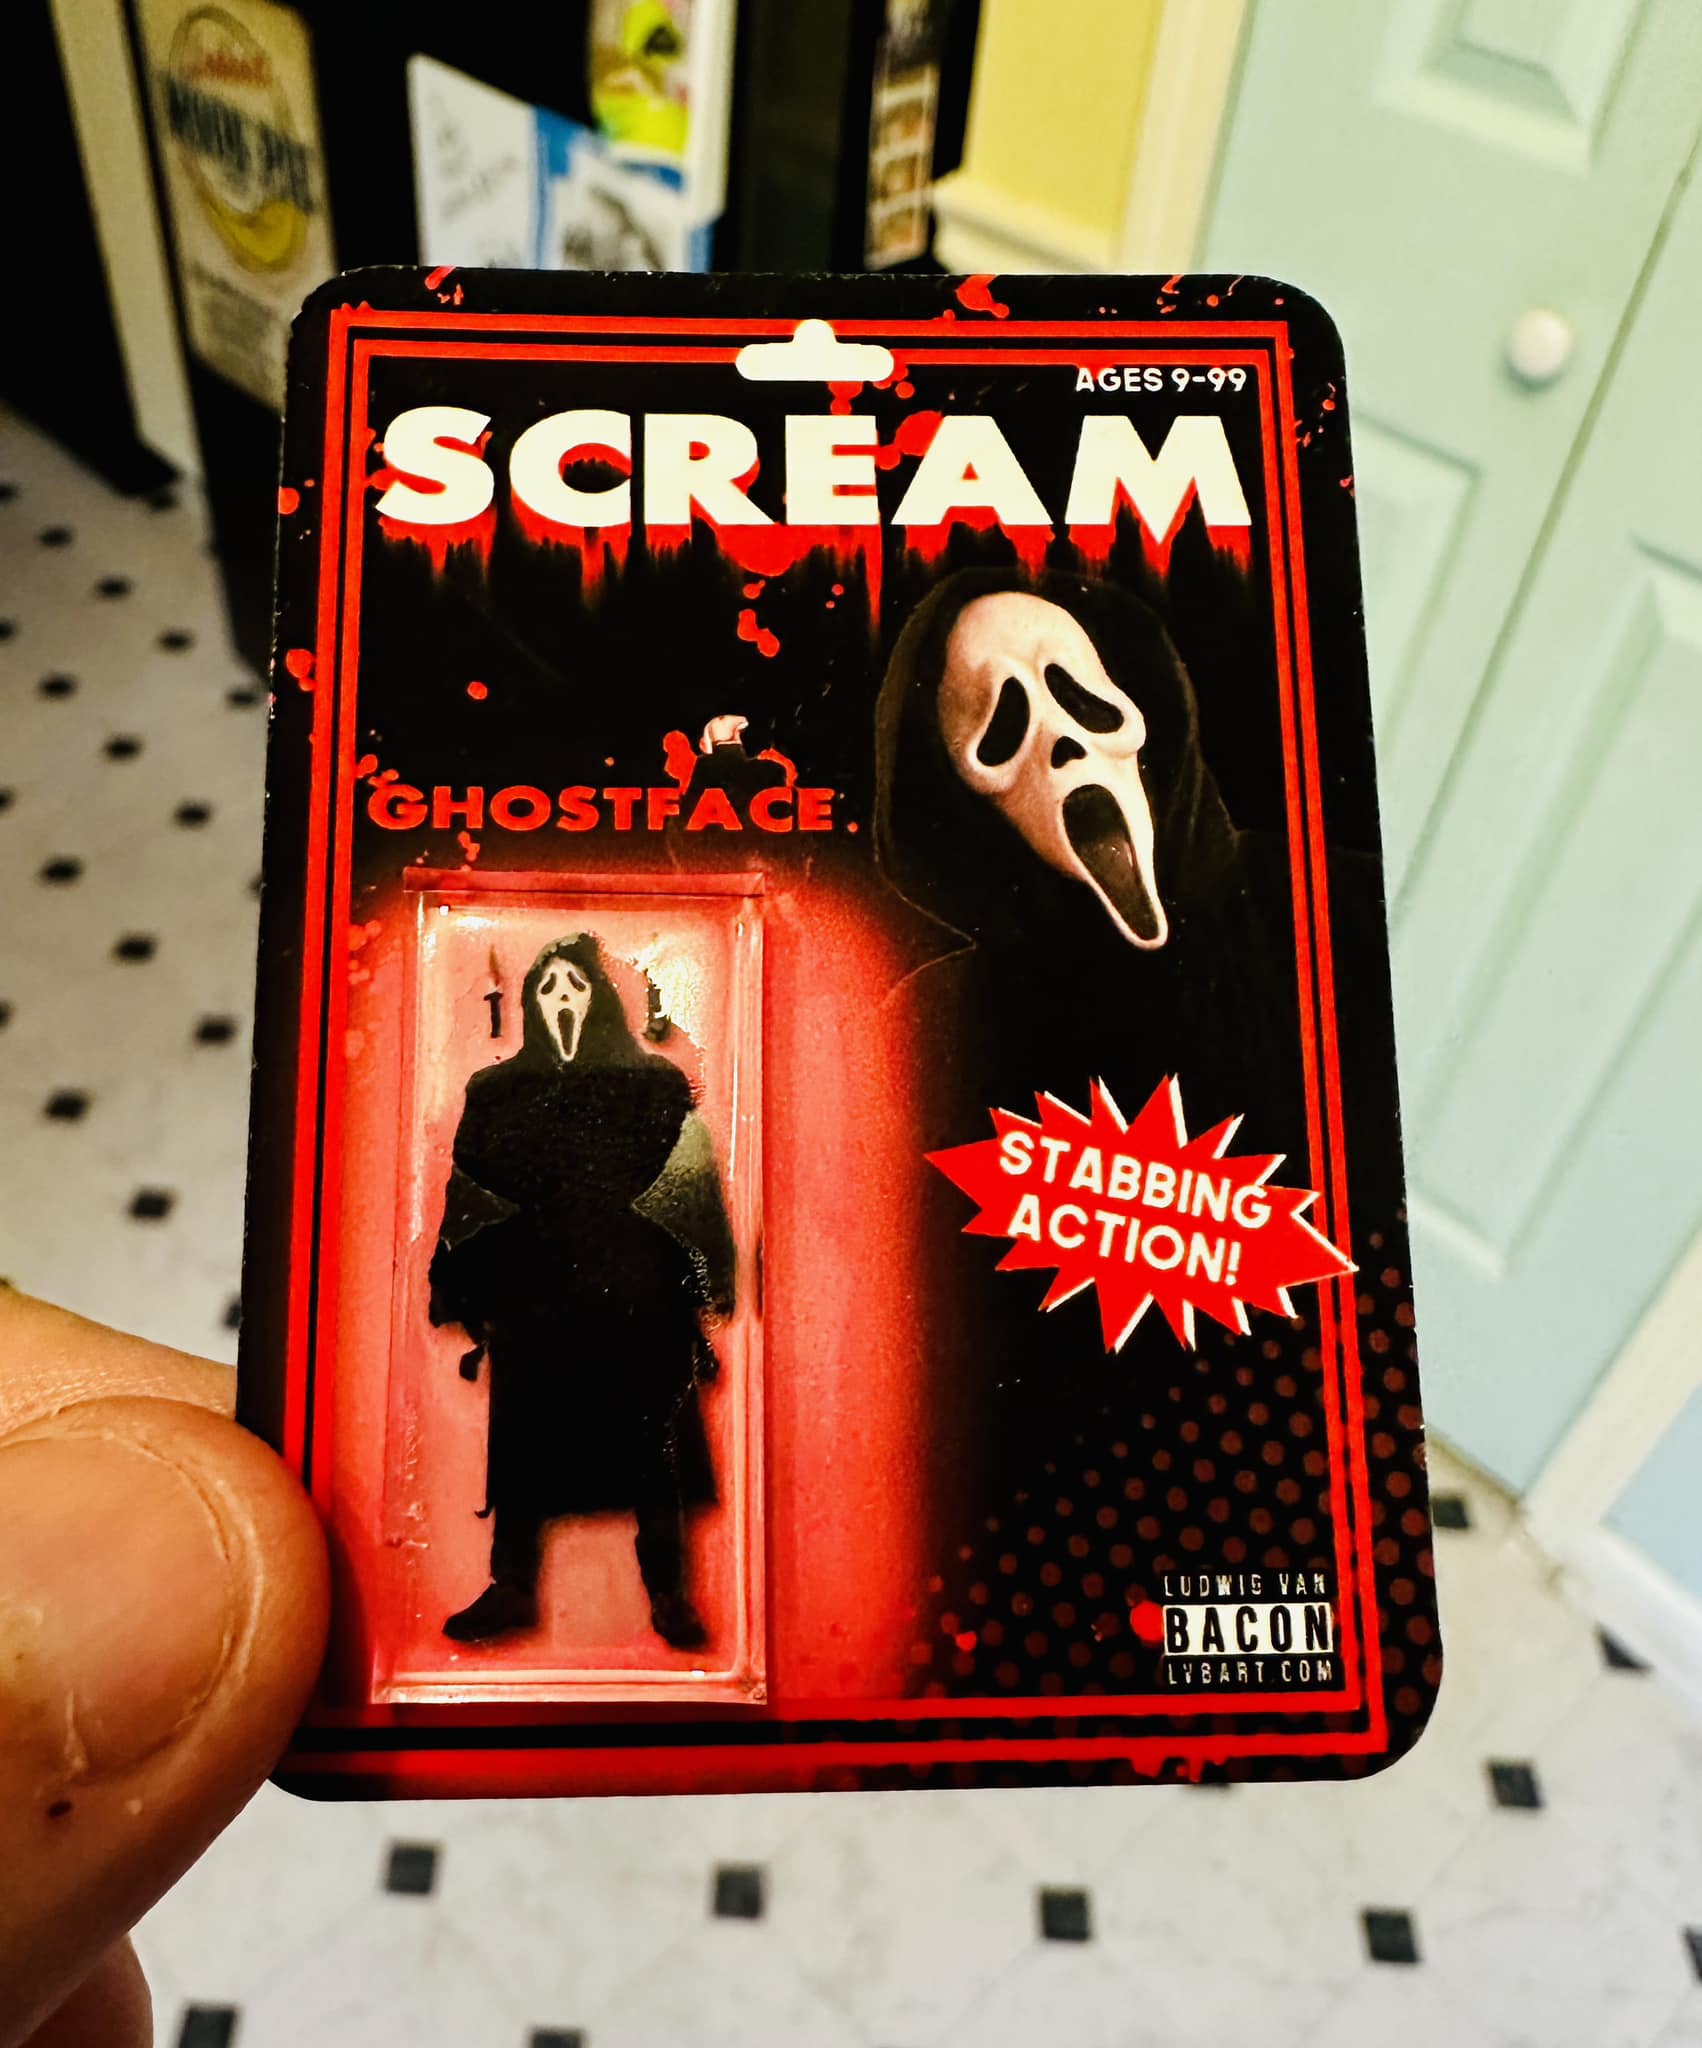 AGES 9-99
SCREAM
GHOSTFACE
STABBING
ACTION!
LUDWIG VAN
BACON
LVBART.COM